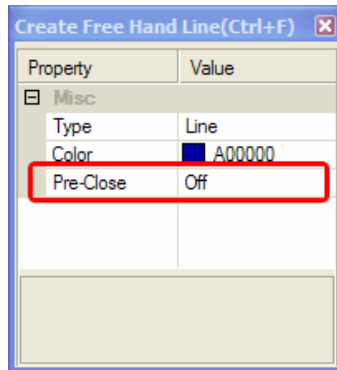 Create Free Hand Line(Ctrl+F)
Property Value
Misc
Type Line
Color A00000
Pre-Close Off